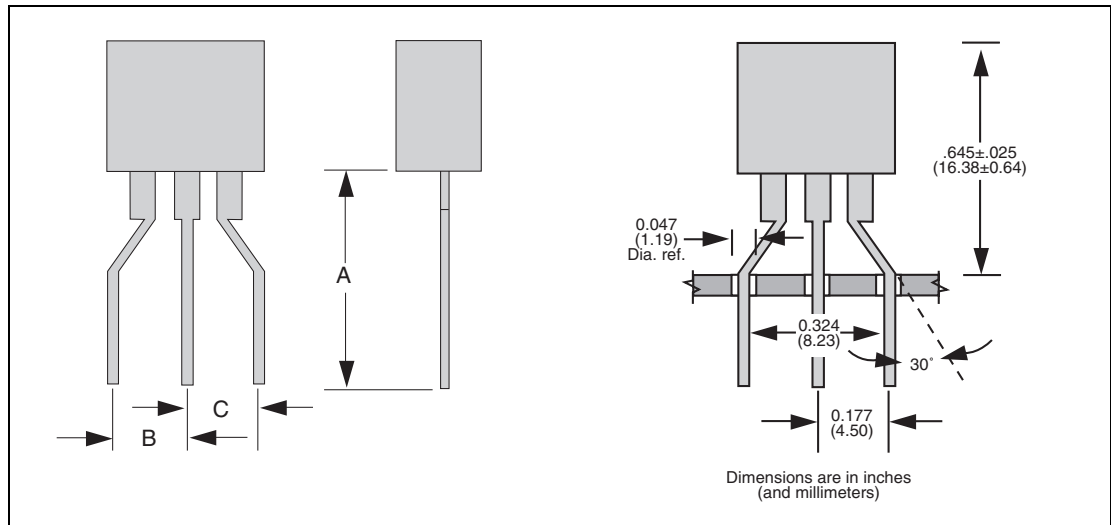 A
B
C
.645±.025
(16.38±0.64)
0.047
(1.19)
Dia. ref.
0.324
(8.23)
30˚
0.177
(4.50)
Dimensions are in inches
(and millimeters)